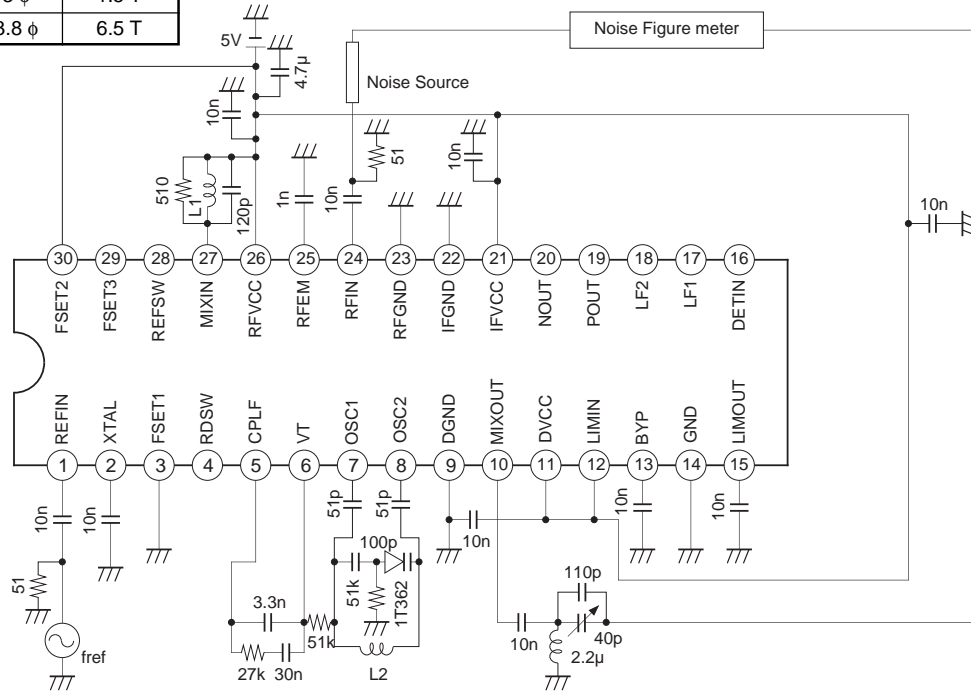 1.5 T
3.8 φ 6.5 T
5V
4.7µ
Noise Figure meter
Noise Source
10n
51
10n
510
L1
120p
1n
10n
10n
30 29 28 27 26 25 24 23 22 21 20 19 18 17 16
FSET2 FSET3 REFSW MIXIN RFVCC RFEM RFIN RFGND IFGND IFVCC NOUT POUT LF2 LF1 DETIN
REFIN XTAL FSET1 RDSW CPLF VT OSC1 OSC2 DGND MIXOUT DVCC LIMIN BYP GND LIMOUT
1 2 3 4 5 6 7 8 9 10 11 12 13 14 15
10n
10n
51p
51p
10n
10n
10n
100p
51
51k
1T362
110p
3.3n
51k
10n
40p
fref
27k 30n
L2
2.2µ